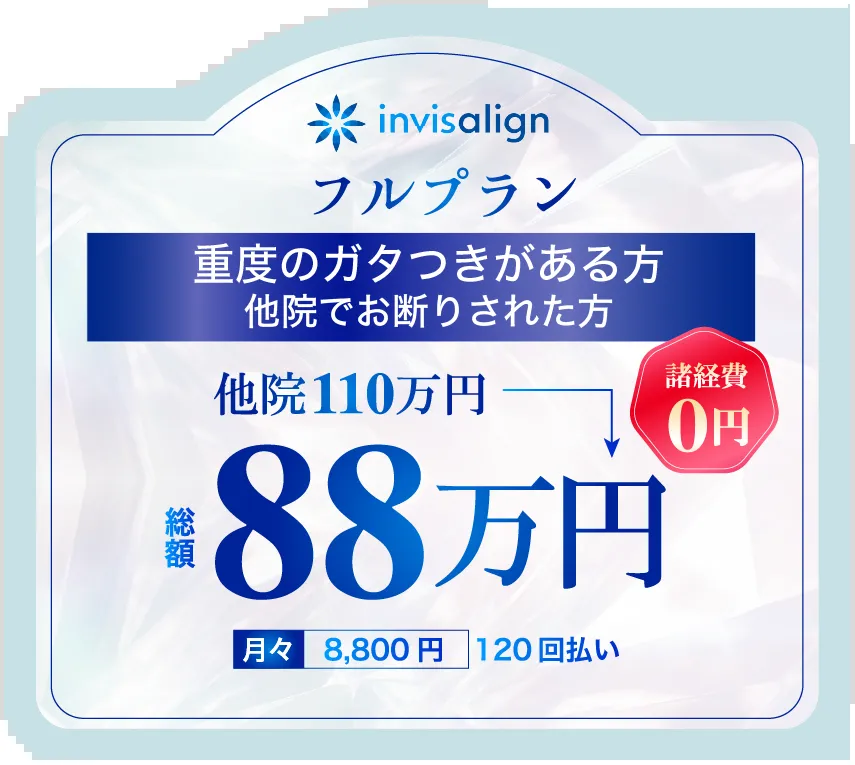 invisalign
フルプラン
重度のガタつきがある方
他院でお断りされた方
他院110万円
諸経費
0円
総額
88万円
月々 8,800円 120回払い